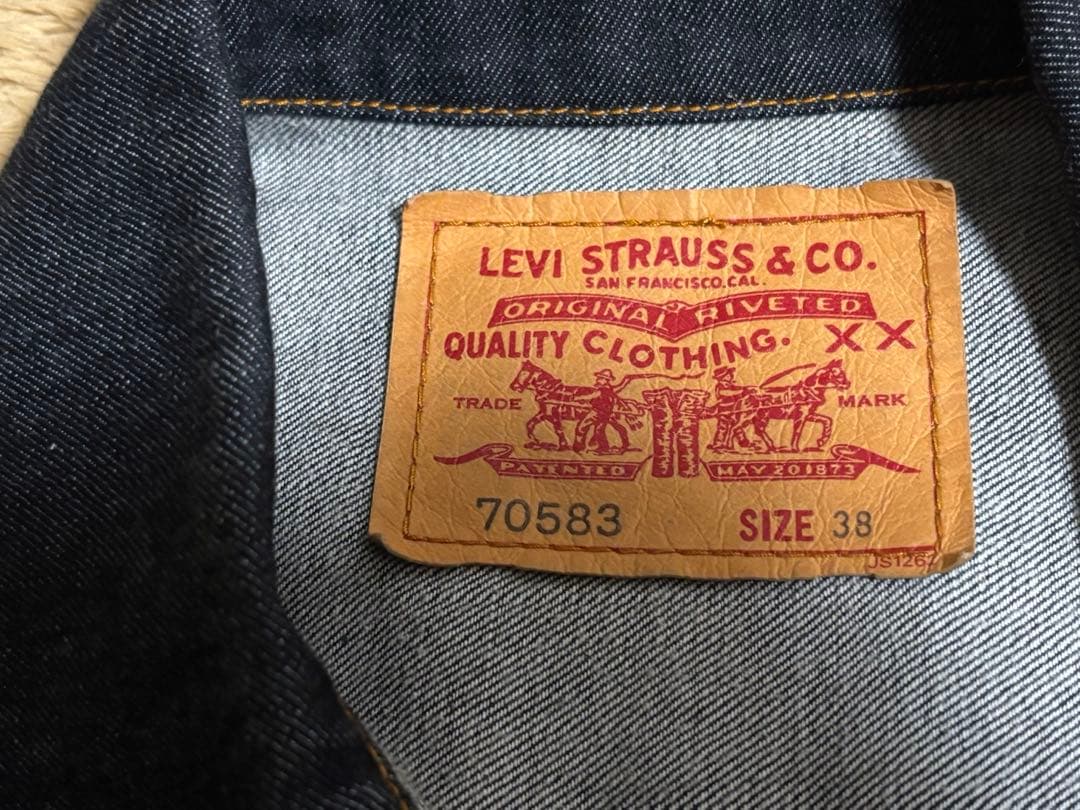 LEVI STRAUSS & CO.
SAN FRANCISCO, CAL.
ORIGINAL RIVETED
QUALITY CLOTHING. XX
TRADE MARK
PATENTED MAY 20 1873
70583 SIZE 38